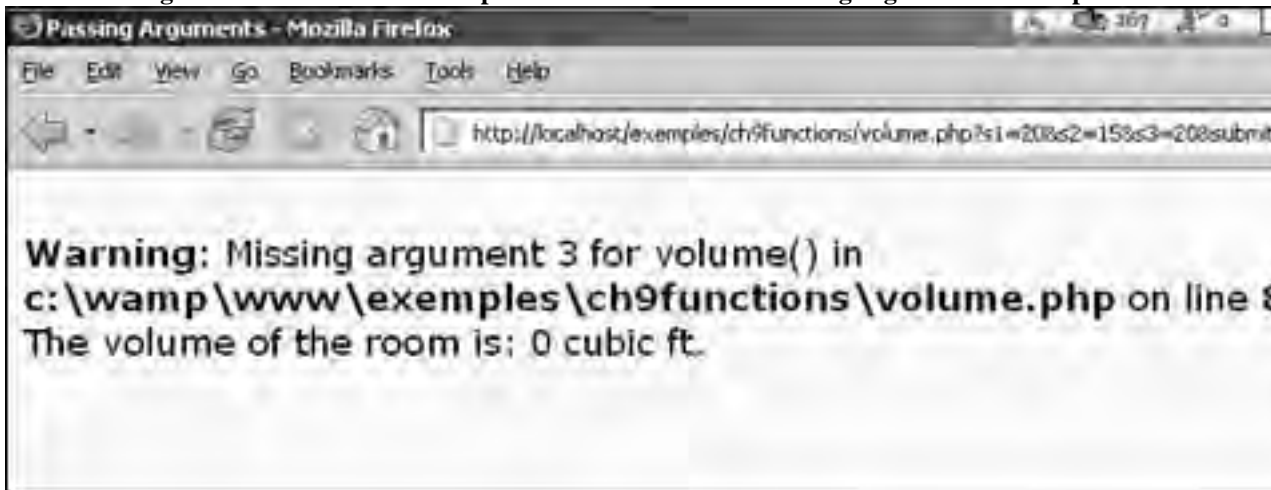 Passing Arguments - Mozilla Firefox
File Edit View Go Bookmarks Tools Help
http://localhost/exemples/ch9functions/volume.php?s1=20&s2=15&s3=20&submit
Warning: Missing argument 3 for volume() in
c:\wamp\www\exemples\ch9functions\volume.php on line 8
The volume of the room is: 0 cubic ft.